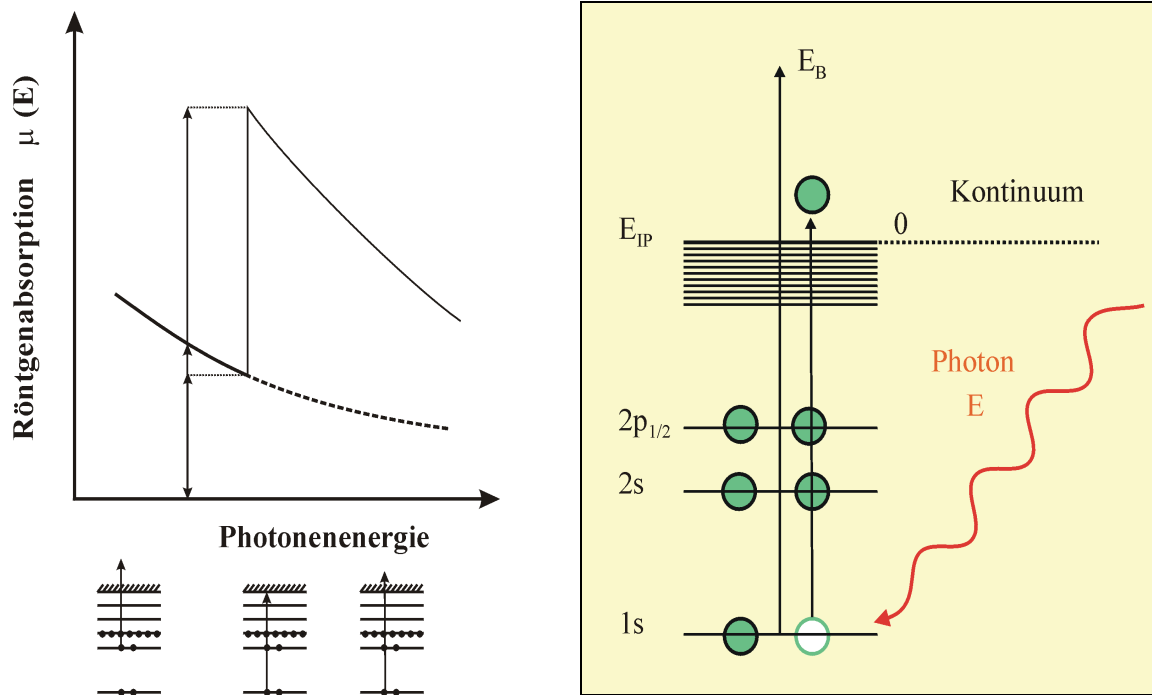 Röntgenabsorption μ (E)
Photonenenergie
E_B
Kontinuum
0
E_IP
Photon
E
2p_1/2
2s
1s